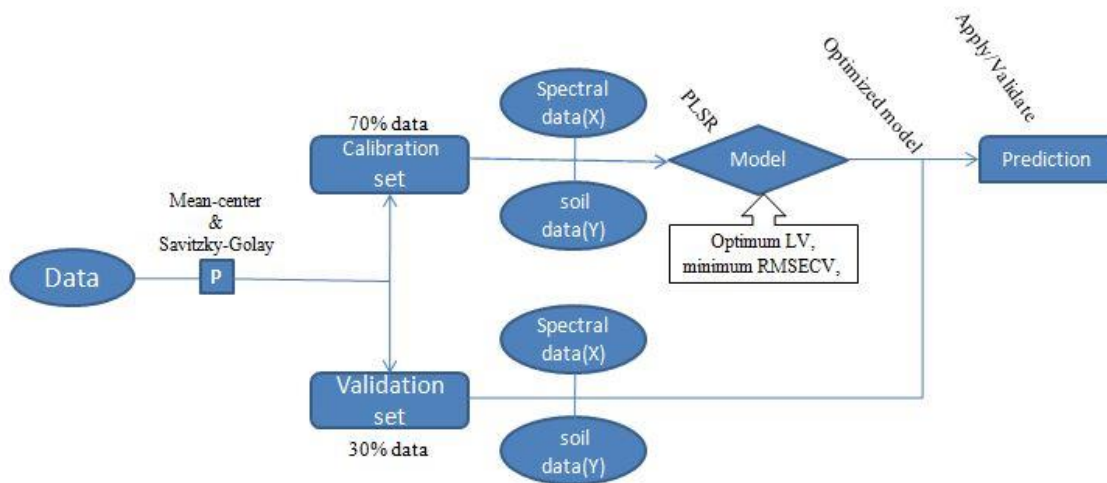 Data
Mean-center
&
Savitzky-Golay
P
70% data
Calibration
set
Spectral
data(X)
soil
data(Y)
PLSR
Model
Optimum LV,
minimum RMSECV,
Optimized model
Apply/Validate
Prediction
Validation
set
30% data
Spectral
data(X)
soil
data(Y)